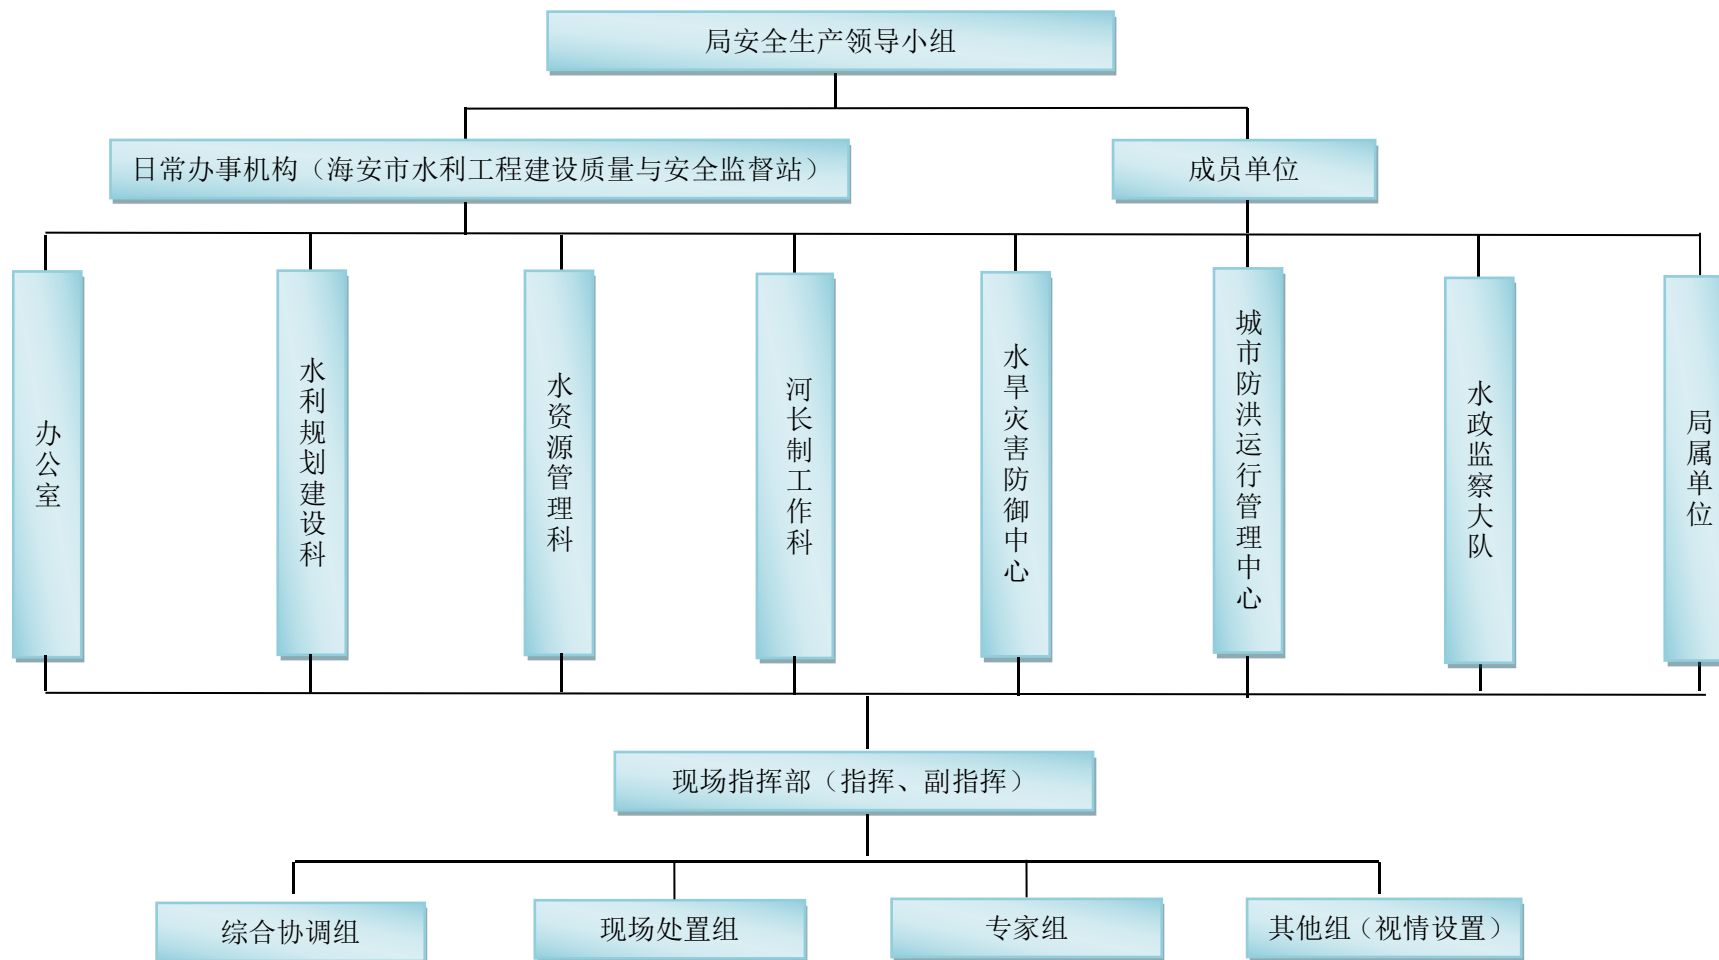 局安全生产领导小组
日常办事机构（海安市水利工程建设质量与安全监督站）
成员单位
办公室
水利规划建设科
水资源管理科
河长制工作科
水旱灾害防御中心
城市防洪运行管理中心
水政监察大队
局属单位
现场指挥部（指挥、副指挥）
综合协调组
现场处置组
专家组
其他组（视情设置）